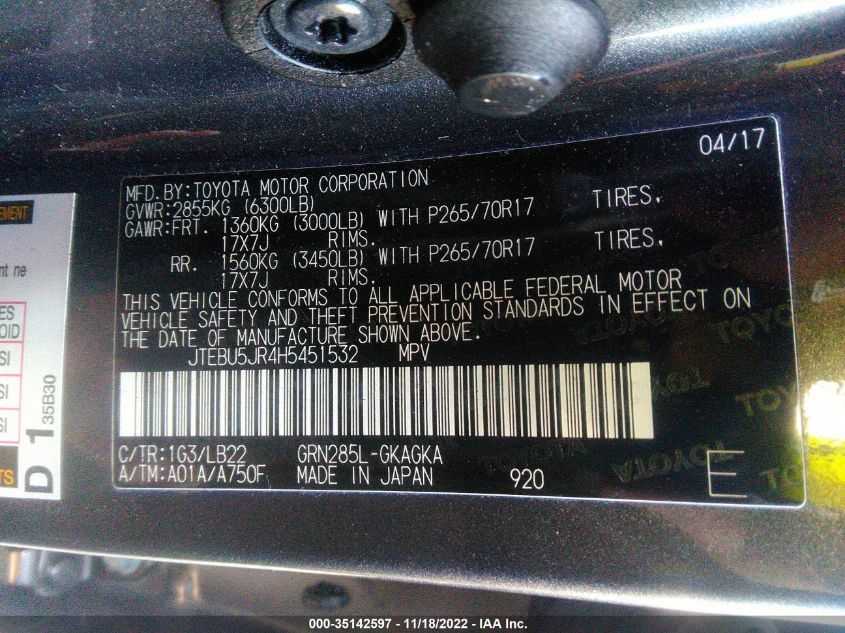 04/17
MFD.BY:TOYOTA MOTOR CORPORATION
GVWR:2855KG (6300LB)
GAWR:FRT. 1360KG (3000LB) WITH P265/70R17 TIRES,
17X7J RIMS.
RR. 1560KG (3450LB) WITH P265/70R17 TIRES,
17X7J RIMS.
THIS VEHICLE CONFORMS TO ALL APPLICABLE FEDERAL MOTOR
VEHICLE SAFETY AND THEFT PREVENTION STANDARDS IN EFFECT ON
THE DATE OF MANUFACTURE SHOWN ABOVE.
JTEBU5JR4H5451532 MPV
C/TR:1G3/LB22 GRN285L-GKAGKA
A/TM:A01A/A750F MADE IN JAPAN 920 E
TOYOTA
D1 35B30
000-35142597 - 11/18/2022 - IAA Inc.